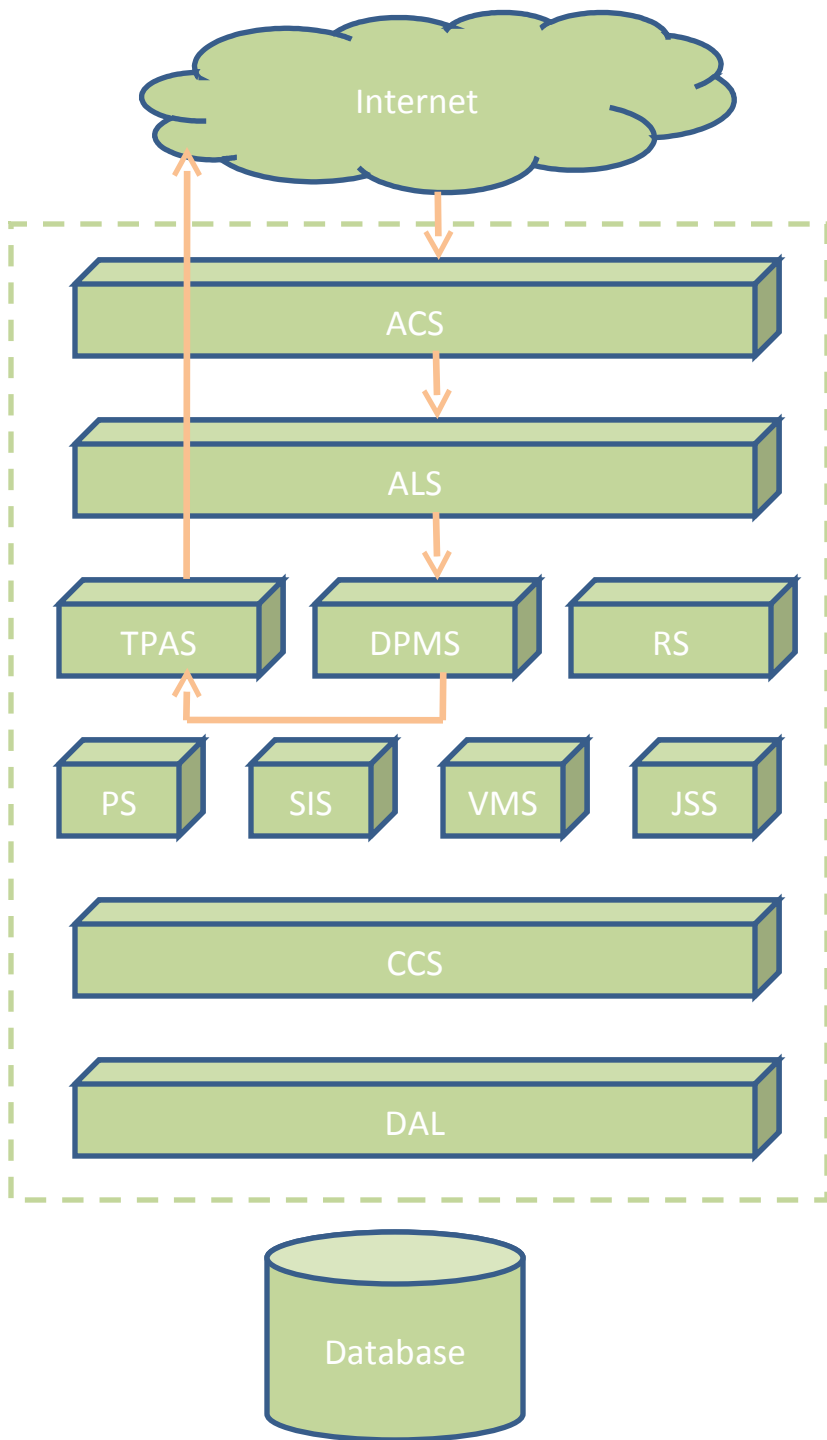 Internet
ACS
ALS
TPAS
DPMS
RS
PS
SIS
VMS
JSS
CCS
DAL
Database